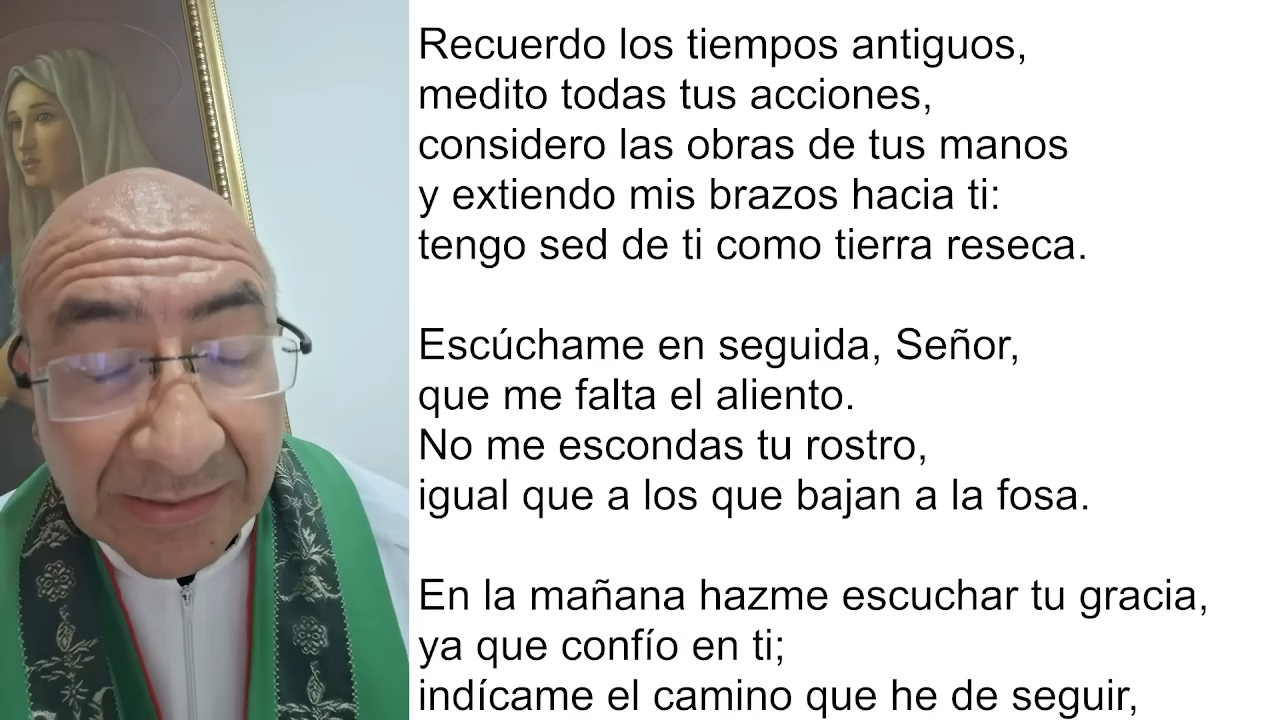 Recuerdo los tiempos antiguos,
medito todas tus acciones,
considero las obras de tus manos
y extiendo mis brazos hacia ti:
tengo sed de ti como tierra reseca.
Escúchame en seguida, Señor,
que me falta el aliento.
No me escondas tu rostro,
igual que a los que bajan a la fosa.
En la mañana hazme escuchar tu gracia,
ya que confío en ti;
indícame el camino que he de seguir,